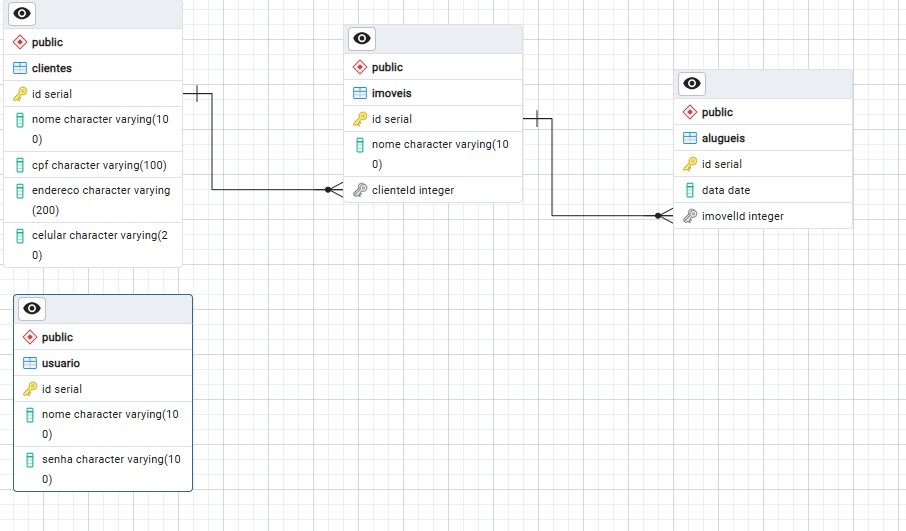 public
clientes
id serial
nome character varying(10
0)
cpf character varying(100)
endereco character varying
(200)
celular character varying(2
0)
public
imoveis
id serial
nome character varying(10
0)
clienteId integer
public
alugueis
id serial
data date
imovelId integer
public
usuario
id serial
nome character varying(10
0)
senha character varying(10
0)